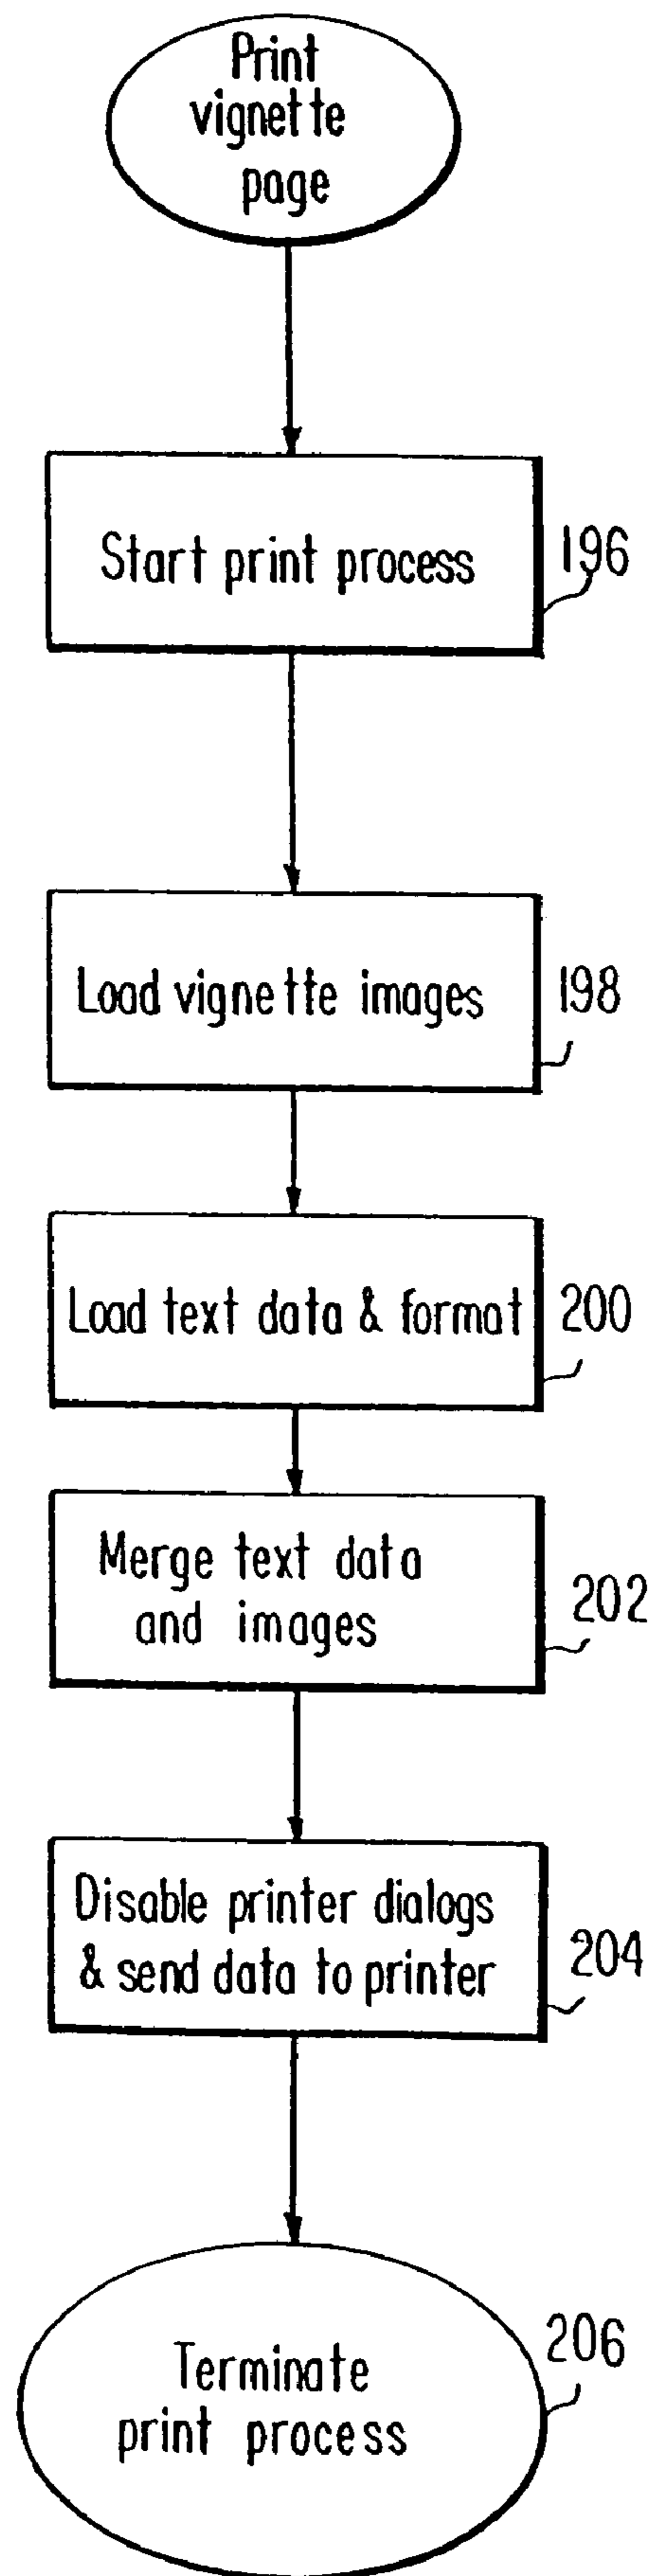 Print
vignette
page
Start print process
196
Load vignette images
198
Load text data & format
200
Merge text data
and images
202
Disable printer dialogs
& send data to printer
204
Terminate
print process
206